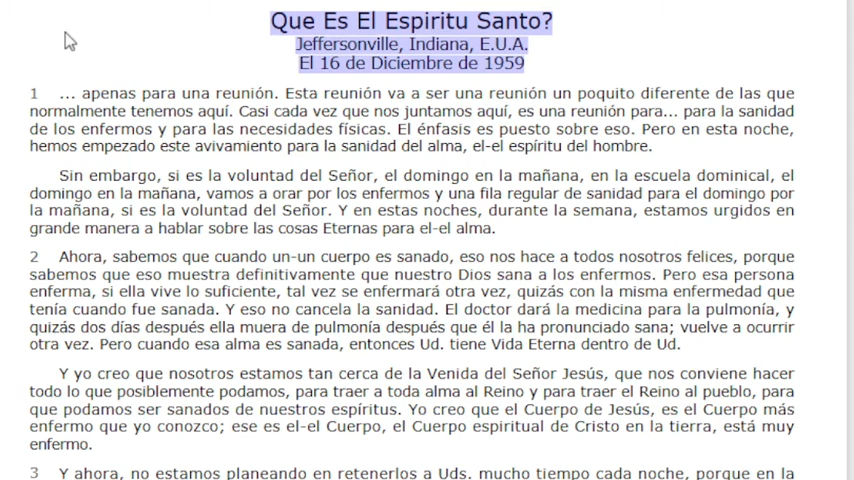 Que Es El Espiritu Santo?
Jeffersonville, Indiana, E.U.A.
El 16 de Diciembre de 1959
1 ... apenas para una reunión. Esta reunión va a ser una reunión un poquito diferente de las que
normalmente tenemos aquí. Casi cada vez que nos juntamos aquí, es una reunión para... para la sanidad
de los enfermos y para las necesidades físicas. El énfasis es puesto sobre eso. Pero en esta noche,
hemos empezado este avivamiento para la sanidad del alma, el-el espíritu del hombre.
Sin embargo, si es la voluntad del Señor, el domingo en la mañana, en la escuela dominical, el
domingo en la mañana, vamos a orar por los enfermos y una fila regular de sanidad para el domingo por
la mañana, si es la voluntad del Señor. Y en estas noches, durante la semana, estamos urgidos en
grande manera a hablar sobre las cosas Eternas para el-el alma.
2 Ahora, sabemos que cuando un-un cuerpo es sanado, eso nos hace a todos nosotros felices, porque
sabemos que eso muestra definitivamente que nuestro Dios sana a los enfermos. Pero esa persona
enferma, si ella vive lo suficiente, tal vez se enfermará otra vez, quizás con la misma enfermedad que
tenía cuando fue sanada. Y eso no cancela la sanidad. El doctor dará la medicina para la pulmonía, y
quizás dos días después ella muera de pulmonía después que él la ha pronunciado sana; vuelve a ocurrir
otra vez. Pero cuando esa alma es sanada, entonces Ud. tiene Vida Eterna dentro de Ud.
Y yo creo que nosotros estamos tan cerca de la Venida del Señor Jesús, que nos conviene hacer
todo lo que posiblemente podamos, para traer a toda alma al Reino y para traer el Reino al pueblo, para
que podamos ser sanados de nuestros espíritus. Yo creo que el Cuerpo de Jesús, es el Cuerpo más
enfermo que yo conozco; ese es el-el Cuerpo, el Cuerpo espiritual de Cristo en la tierra, está muy
enfermo.
3 Y ahora, no estamos planeando en retenerlos a Uds. mucho tiempo cada noche, porque en la